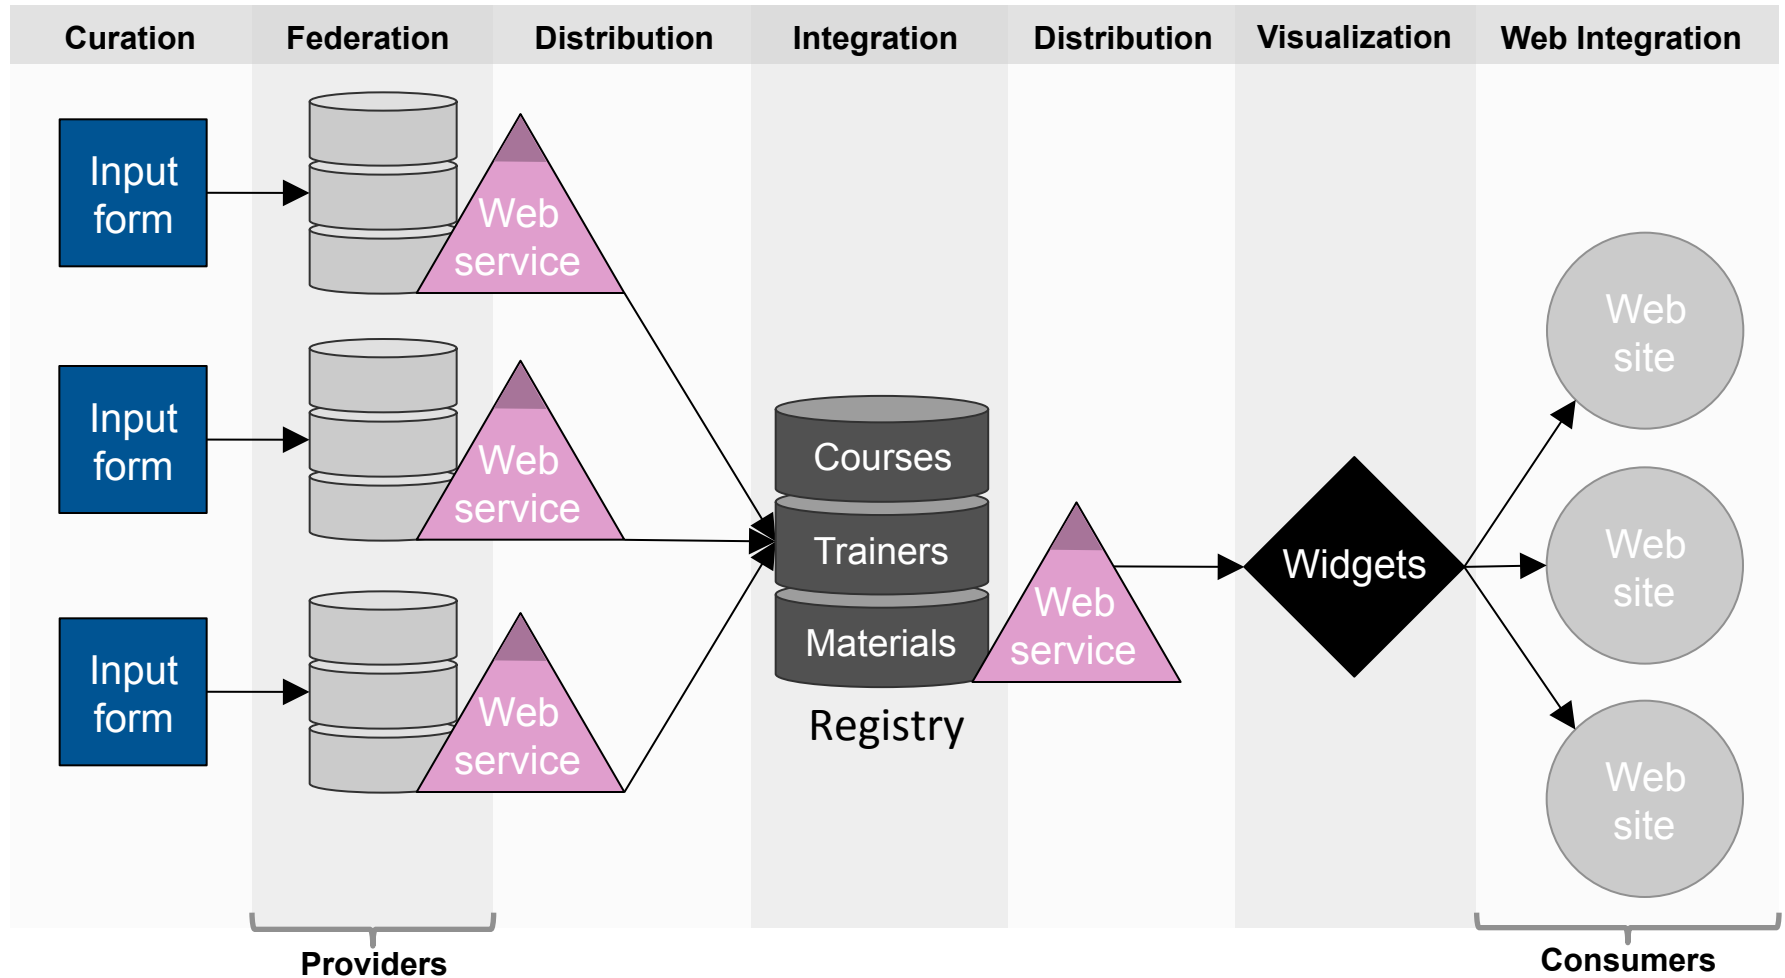 Curation Federation Distribution Integration Distribution Visualization Web Integration
Input
form
Web
service
Input
form
Web
service
Input
form
Web
service
Courses
Trainers
Materials
Registry
Web
service
Widgets
Web
site
Web
site
Web
site
Providers
Consumers